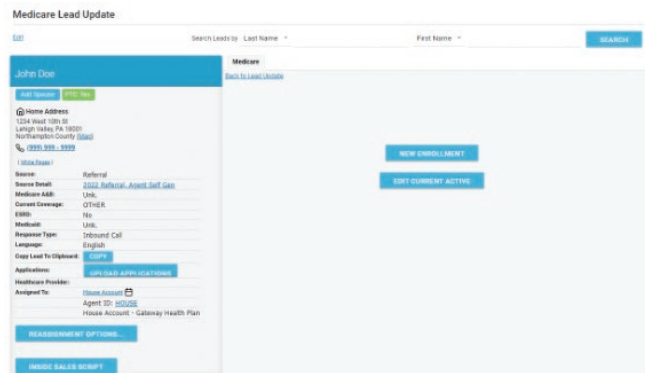 Medicare Lead Update
Exit
Search Leads by Last Name
First Name
SEARCH
John Doe
Add Spouse
PTC: Yes
Home Address
1234 West 10th St
Lehigh Valley, PA 18001
Northampton County (Map)
(999) 999 - 9999
Source: Referral
Source Detail: 2022 Referral, Agent Self Gen
Medicare A&B: Unk.
Current Coverage: OTHER
ESRD: No
Medicaid: Unk.
Response Type: Inbound Call
Language: English
Copy Lead To Clipboard: COPY
Applications: UPLOAD APPLICATIONS
Healthcare Provider:
Assigned To: House Account
Agent ID: HOUSE
House Account - Gateway Health Plan
REASSIGNMENT OPTIONS...
INSIDE SALES SCRIPT
Medicare
Back to Lead Update
NEW ENROLLMENT
EDIT CURRENT ACTIVE